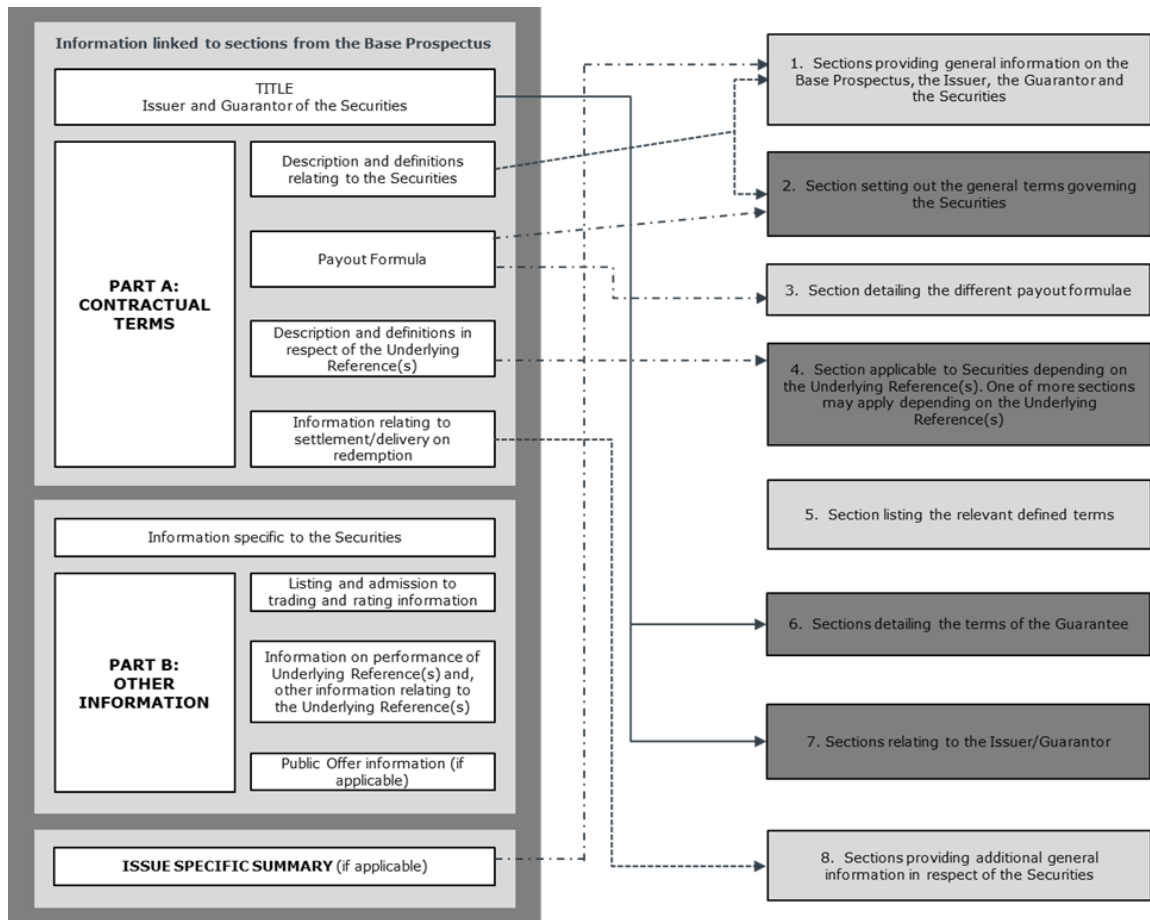 Information linked to sections from the Base Prospectus
TITLE
Issuer and Guarantor of the Securities
PART A:
CONTRACTUAL
TERMS
Description and definitions
relating to the Securities
Payout Formula
Description and definitions in
respect of the Underlying
Reference(s)
Information relating to
settlement/delivery on
redemption
Information specific to the Securities
PART B:
OTHER
INFORMATION
Listing and admission to
trading and rating information
Information on performance of
Underlying Reference(s) and,
other information relating to
the Underlying Reference(s)
Public Offer information (if
applicable)
ISSUE SPECIFIC SUMMARY (if applicable)
1. Sections providing general information on the
Base Prospectus, the Issuer, the Guarantor and
the Securities
2. Section setting out the general terms governing
the Securities
3. Section detailing the different payout formulae
4. Section applicable to Securities depending on
the Underlying Reference(s). One of more sections
may apply depending on the Underlying
Reference(s)
5. Section listing the relevant defined terms
6. Sections detailing the terms of the Guarantee
7. Sections relating to the Issuer/Guarantor
8. Sections providing additional general
information in respect of the Securities